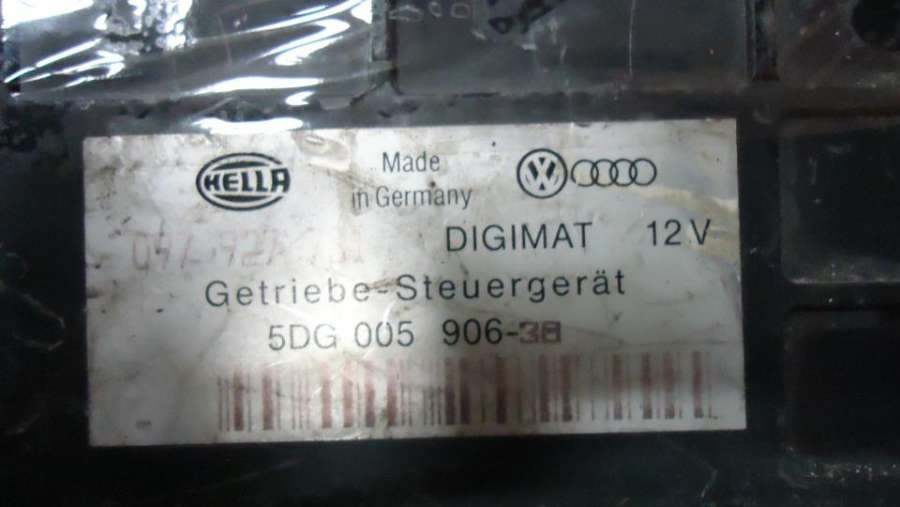 HELLA
Made
in Germany
DIGIMAT 12V
Getriebe-Steuergerät
5DG 005 906-38